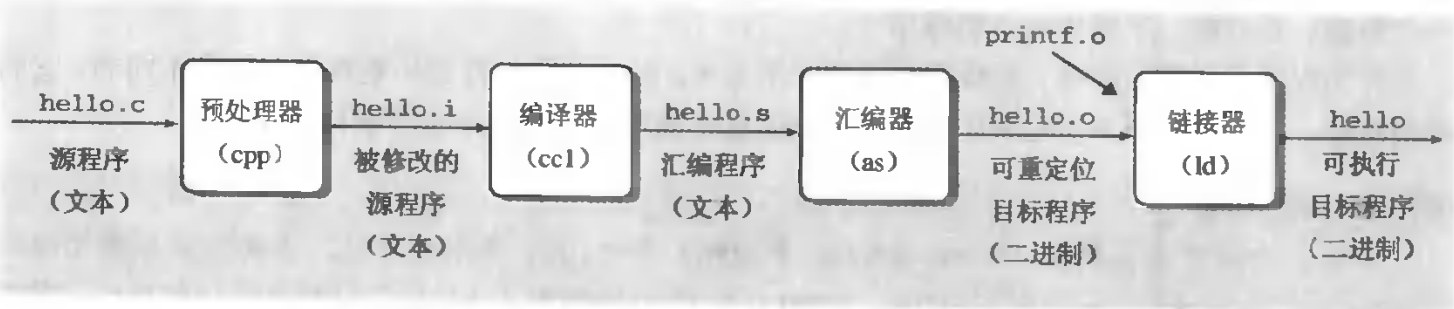 printf.o
hello.c
预处理器
(cpp)
hello.i
编译器
(cc1)
hello.s
汇编器
(as)
hello.o
链接器
(ld)
hello
源程序
(文本)
被修改的
源程序
(文本)
汇编程序
(文本)
可重定位
目标程序
(二进制)
可执行
目标程序
(二进制)